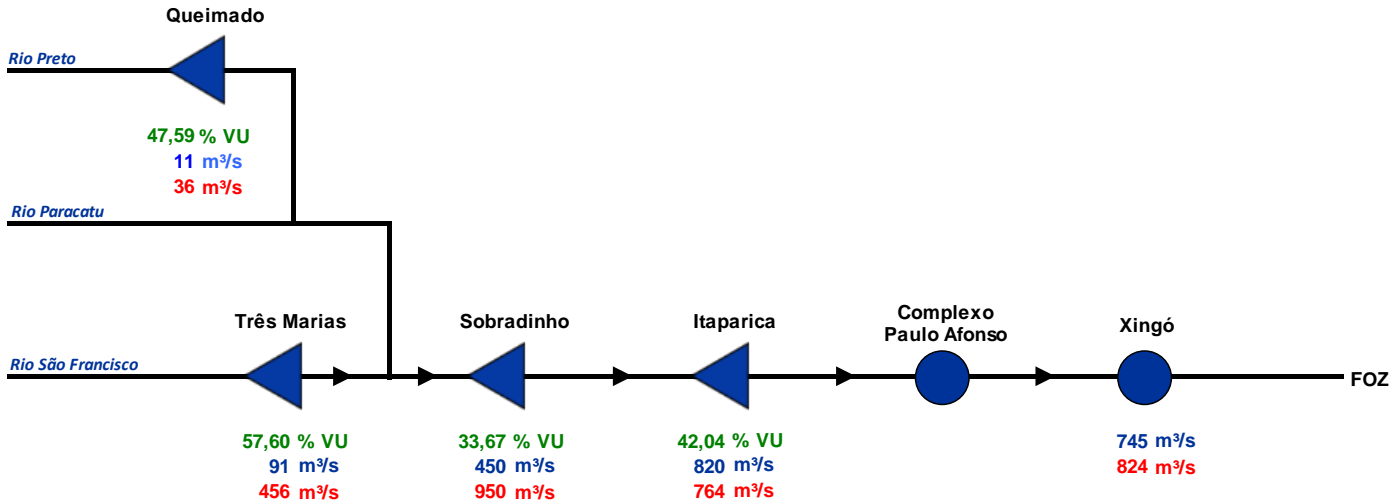 Queimado
Rio Preto
47,59 % VU
11 m³/s
36 m³/s
Rio Paracatu
Três Marias
Sobradinho
Itaparica
Complexo
Paulo Afonso
Xingó
Rio São Francisco
FOZ
57,60 % VU
33,67 % VU
42,04 % VU
91 m³/s
450 m³/s
820 m³/s
745 m³/s
456 m³/s
950 m³/s
764 m³/s
824 m³/s